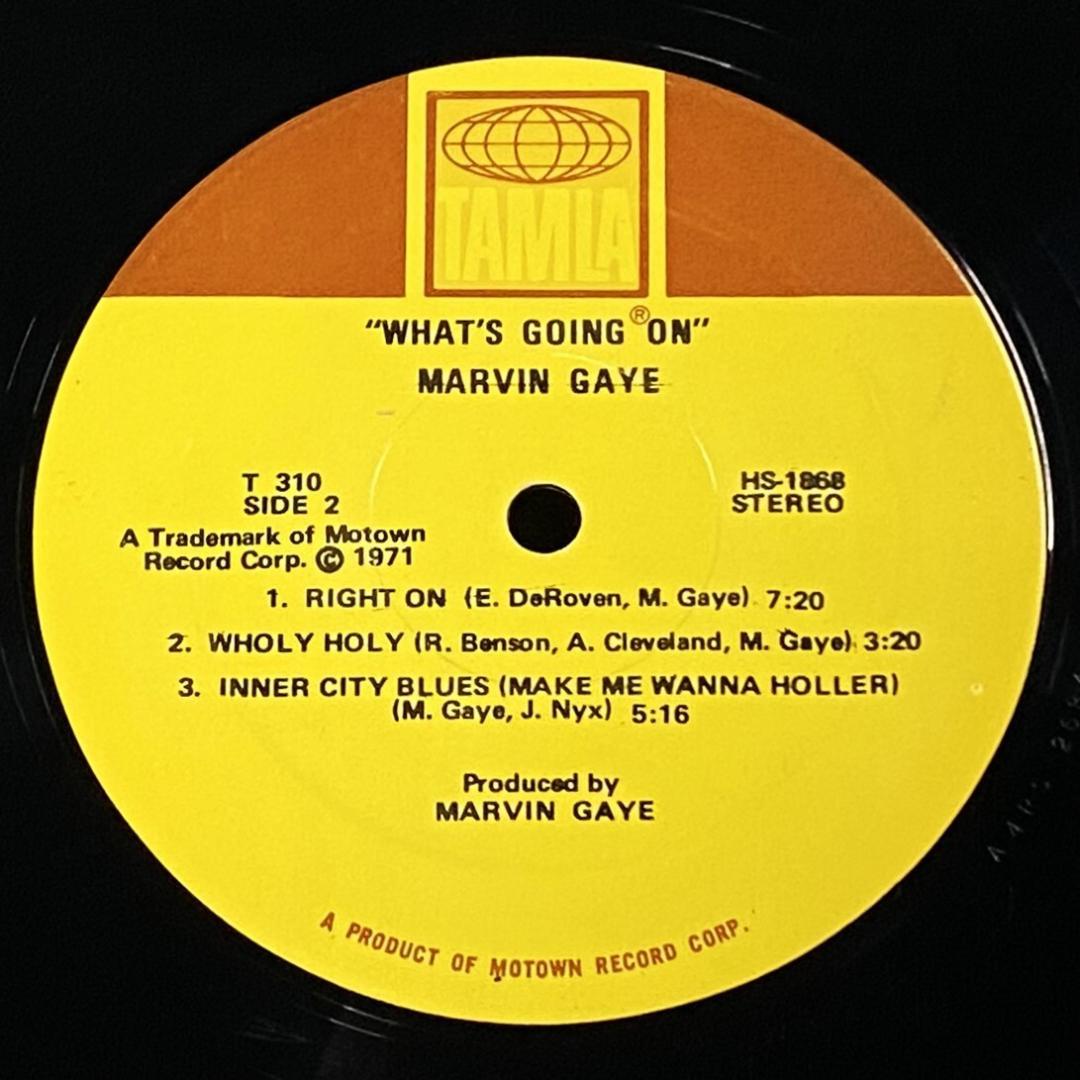 TAMLA
®
"WHAT'S GOING ON"
MARVIN GAYE
T 310
SIDE 2
HS-1868
STEREO
A Trademark of Motown
Record Corp. © 1971
1. RIGHT ON (E. DeRoven, M. Gaye) 7:20
2. WHOLY HOLY (R. Benson, A. Cleveland, M. Gaye) 3:20
3. INNER CITY BLUES (MAKE ME WANNA HOLLER)
(M. Gaye, J. Nyx) 5:16
Produced by
MARVIN GAYE
A PRODUCT OF MOTOWN RECORD CORP.